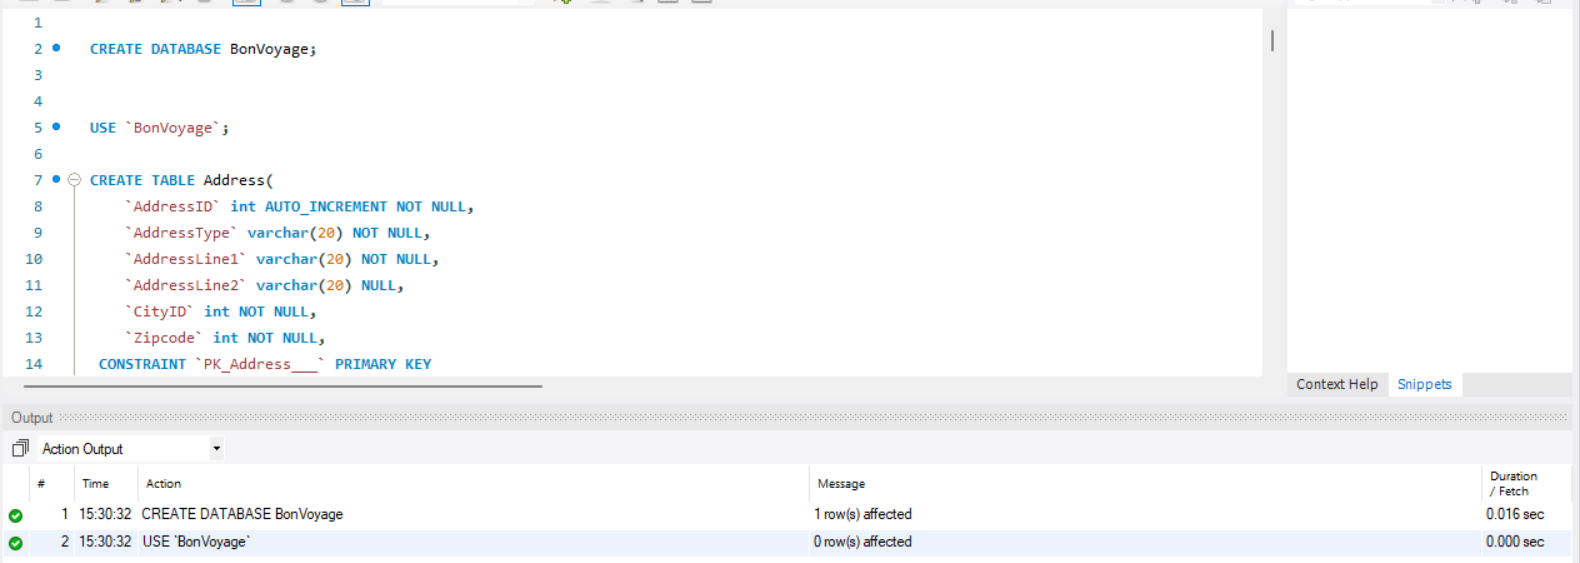 1
2 CREATE DATABASE BonVoyage;
3
4
5 USE `BonVoyage`;
6
7 CREATE TABLE Address(
8 `AddressID` int AUTO_INCREMENT NOT NULL,
9 `AddressType` varchar(20) NOT NULL,
10 `AddressLine1` varchar(20) NOT NULL,
11 `AddressLine2` varchar(20) NULL,
12 `CityID` int NOT NULL,
13 `Zipcode` int NOT NULL,
14 CONSTRAINT `PK_Address___` PRIMARY KEY
Context Help Snippets
Output
Action Output
# Time Action Message Duration / Fetch
1 15:30:32 CREATE DATABASE BonVoyage 1 row(s) affected 0.016 sec
2 15:30:32 USE `BonVoyage` 0 row(s) affected 0.000 sec